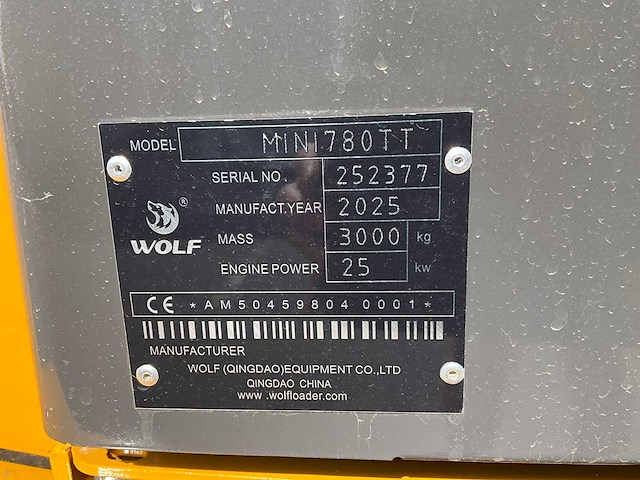 MODEL MINI780TT
SERIAL NO. 252377
MANUFACT.YEAR 2025
MASS 3000 kg
ENGINE POWER 25 kw
®
WOLF
CE *AM50459804 0001*
MANUFACTURER
WOLF (QINGDAO)EQUIPMENT CO.,LTD
QINGDAO CHINA
www.wolfloader.com